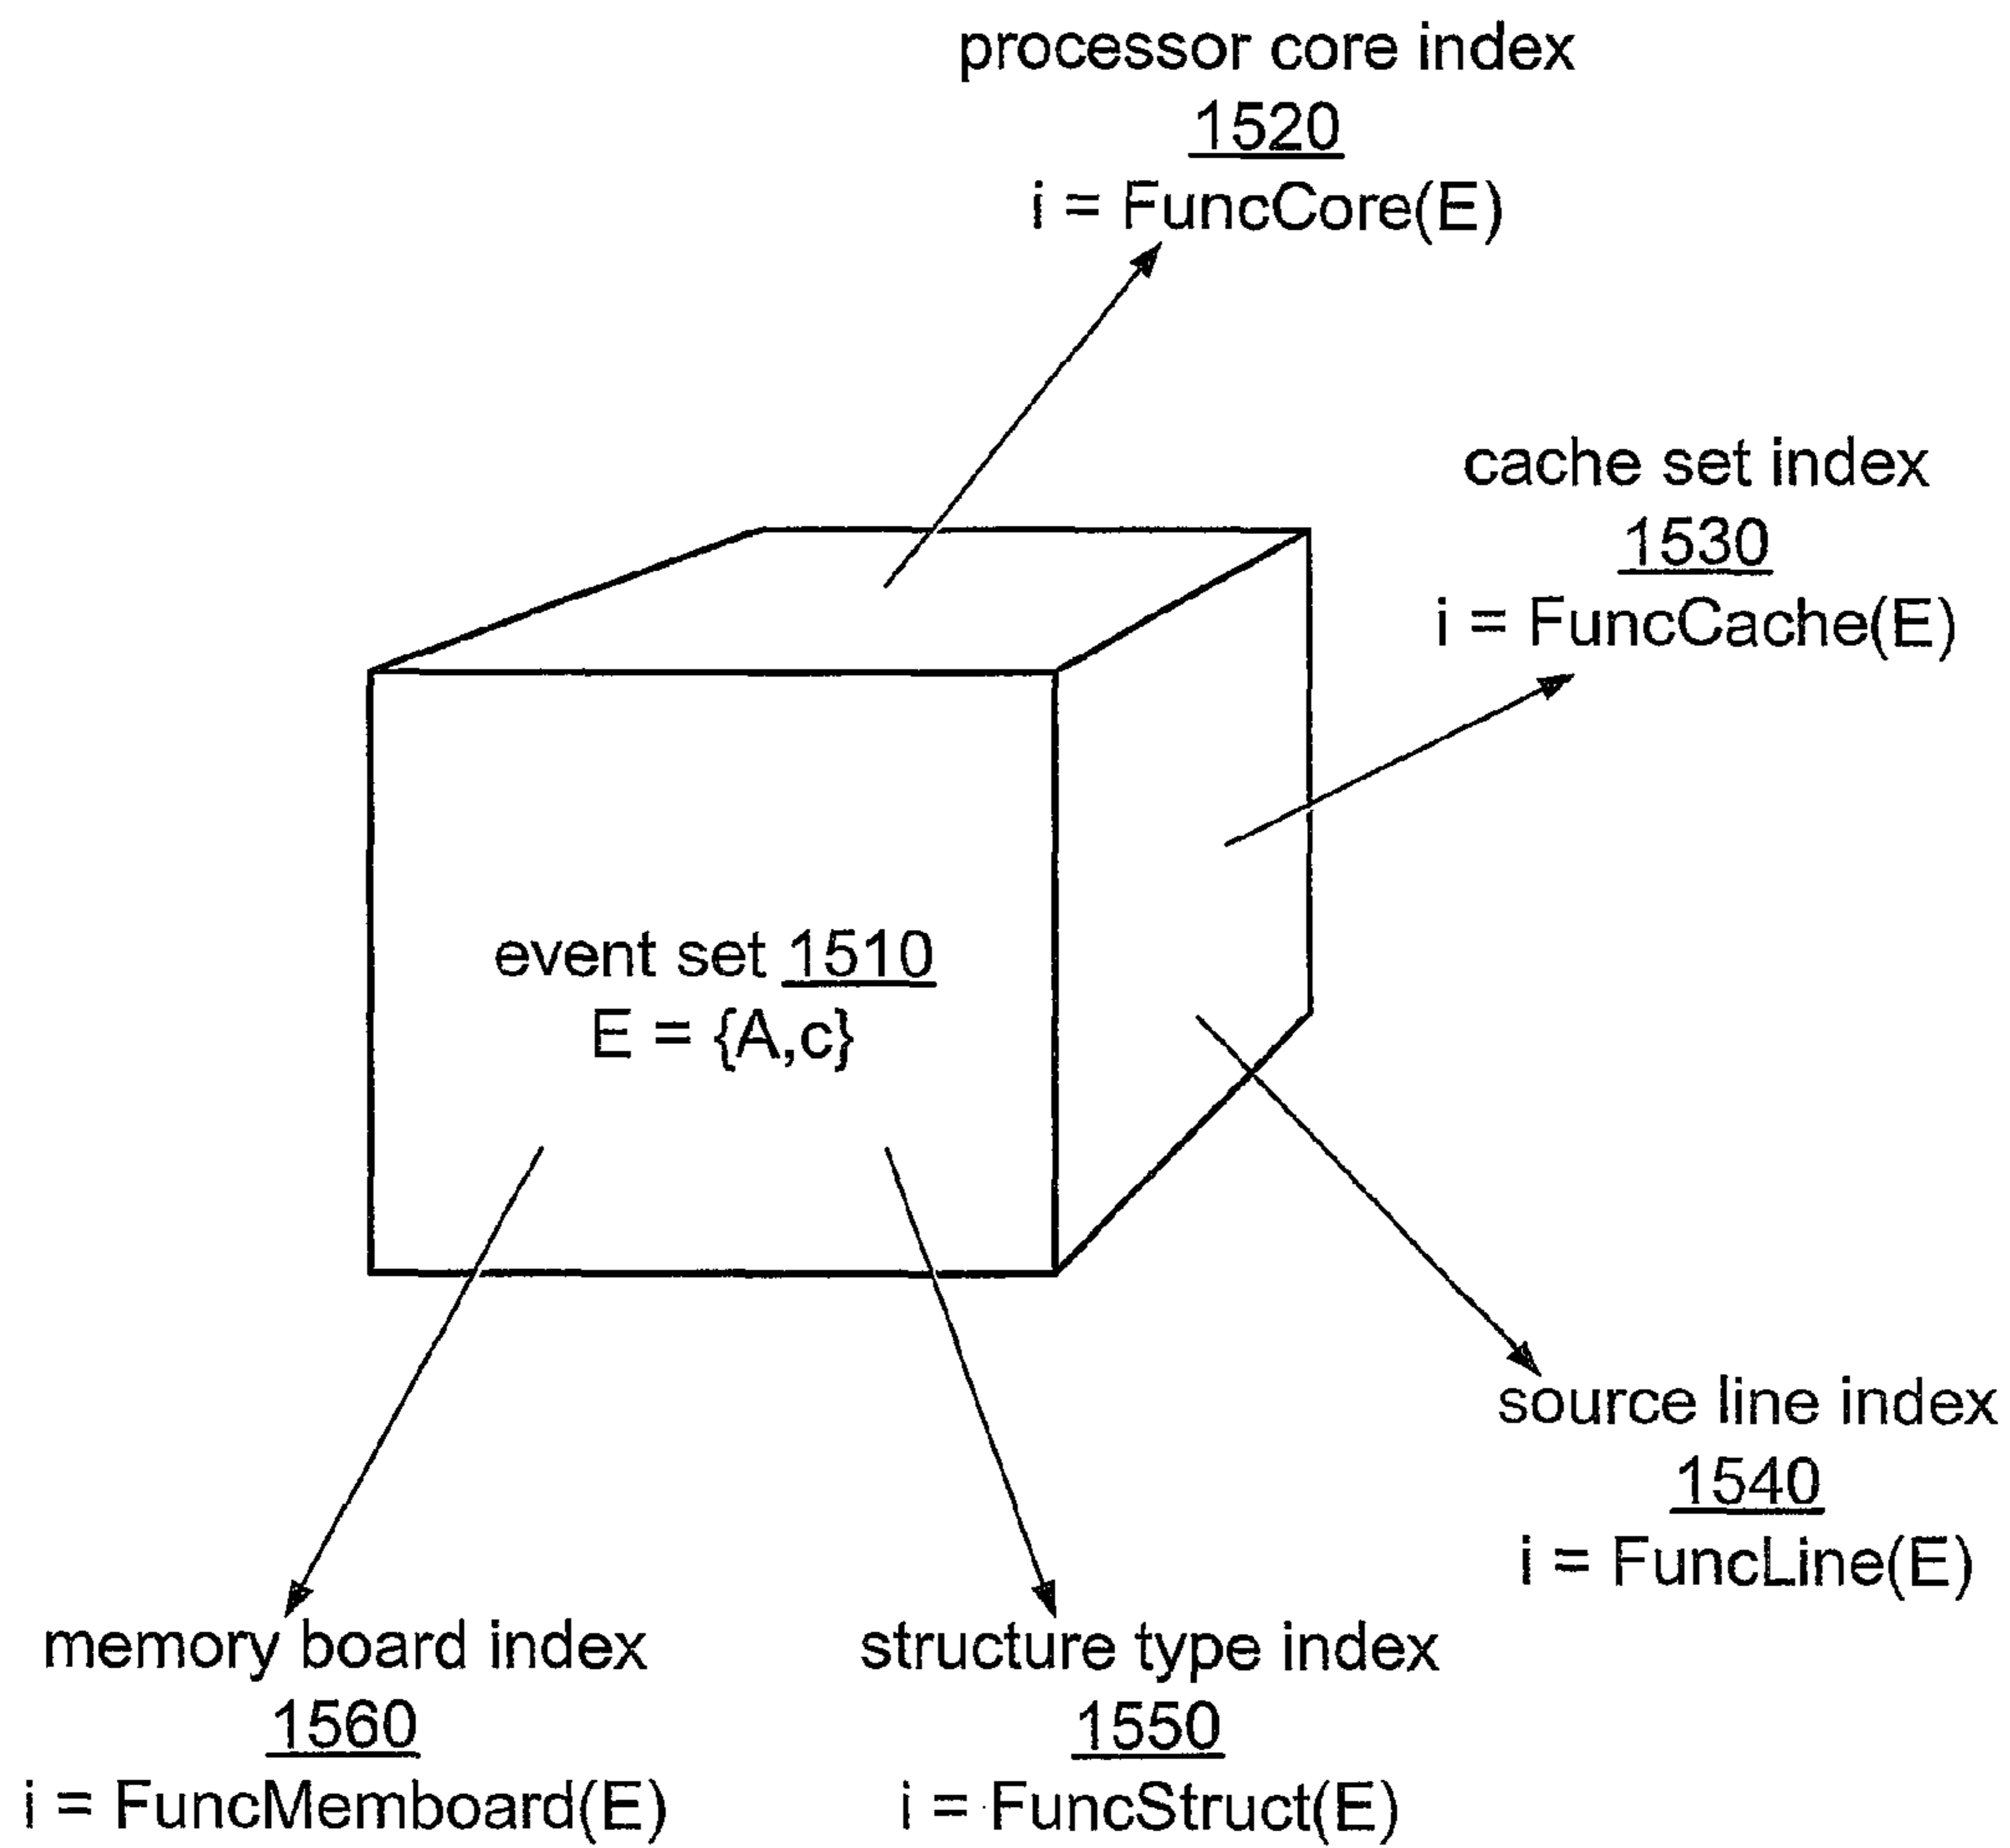 processor core index
1520
i = FuncCore(E)
cache set index
1530
i = FuncCache(E)
event set 1510
E = {A,c}
source line index
1540
i = FuncLine(E)
memory board index
1560
i = FuncMemboard(E)
structure type index
1550
i = FuncStruct(E)